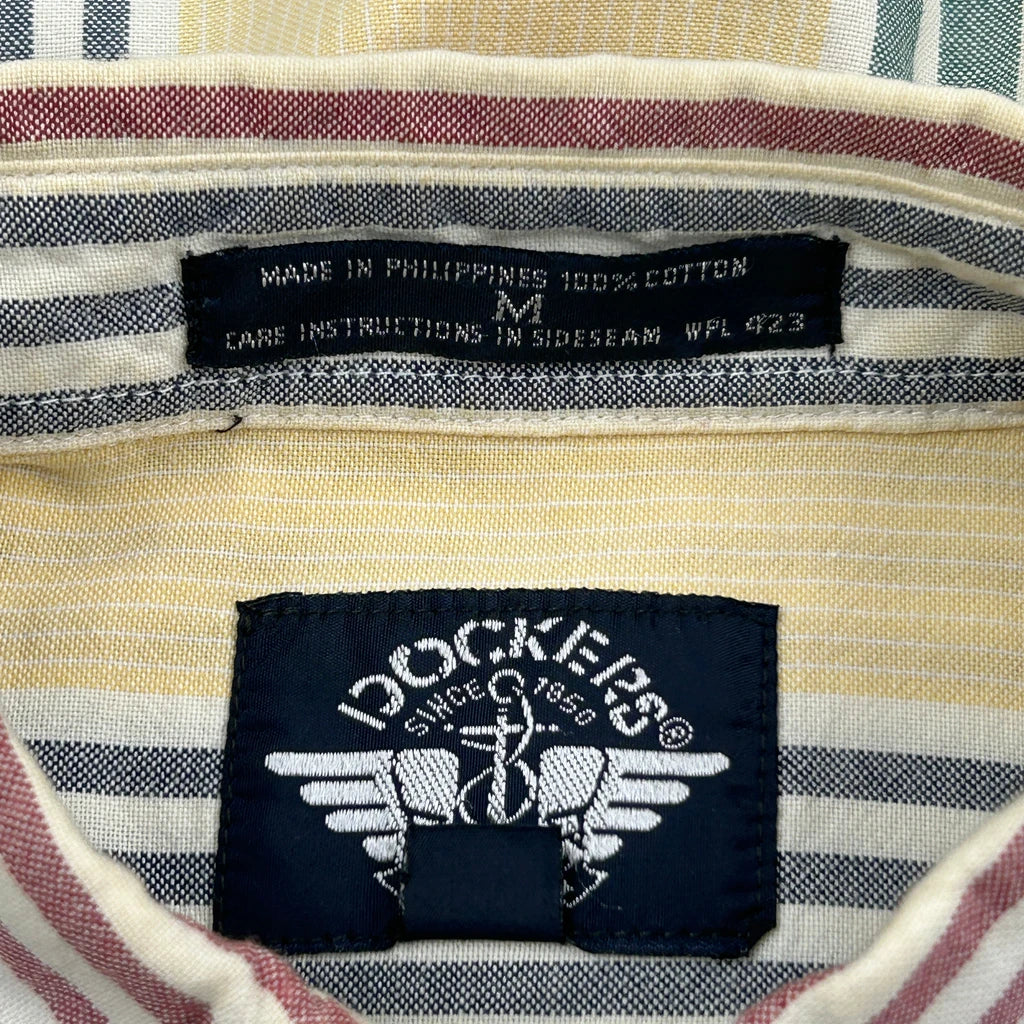 MADE IN PHILIPPINES 100% COTTON
M
CARE INSTRUCTIONS IN SIDESEAM WPL 423
DOCKERS®
SINCE 1850